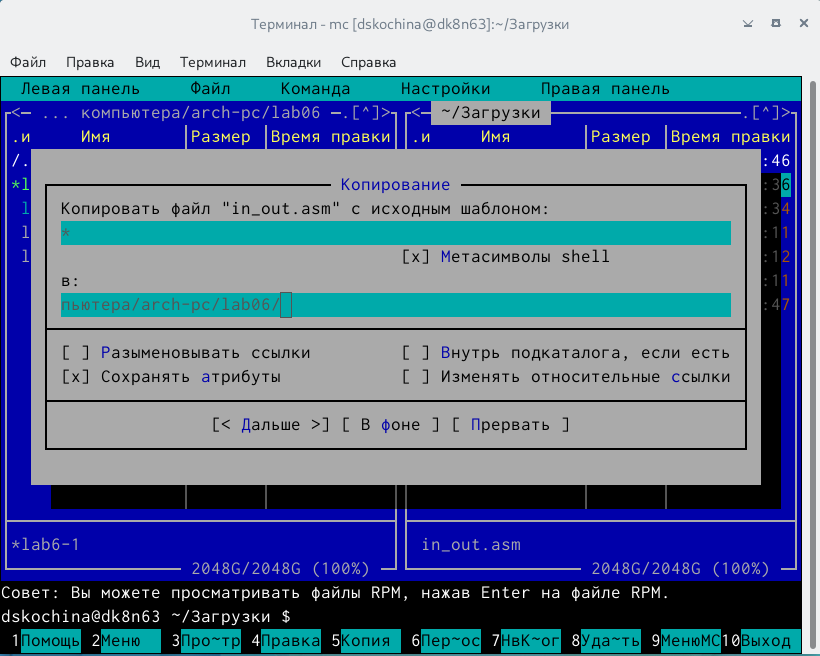 Терминал - mc [dskochina@dk8n63]:~/Загрузки
Файл Правка Вид Терминал Вкладки Справка
Левая панель Файл Команда Настройки Правая панель
<─ ... компьютера/arch-pc/lab06 ─.[^]> <─ ~/Загрузки .[^]>
.и Имя Размер Время правки .и Имя Размер Время правки
/. :46
*l Копирование :36
l Копировать файл "in_out.asm" с исходным шаблоном: :34
l * :11
l [x] Метасимволы shell :12
в: :11
пьютера/arch-pc/lab06/ :47
[ ] Разыменовывать ссылки [ ] Внутрь подкаталога, если есть
[x] Сохранять атрибуты [ ] Изменять относительные ссылки
[< Дальше >] [ В фоне ] [ Прервать ]
*lab6-1 in_out.asm
2048G/2048G (100%) 2048G/2048G (100%)
Совет: Вы можете просматривать файлы RPM, нажав Enter на файле RPM.
dskochina@dk8n63 ~/Загрузки $
1Помощь 2Меню 3Про~тр 4Правка 5Копия 6Пер~ос 7НвК~ог 8Уда~ть 9МенюMC 10Выход